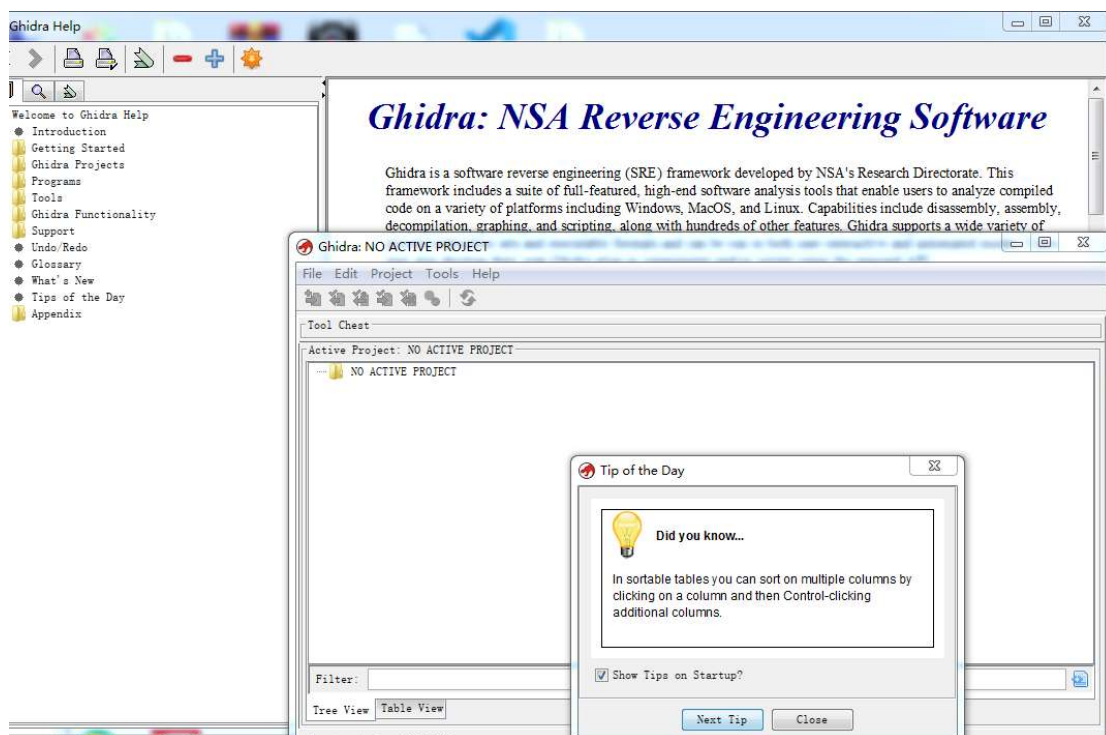 Ghidra Help
Welcome to Ghidra Help
Introduction
Getting Started
Ghidra Projects
Programs
Tools
Ghidra Functionality
Support
Undo/Redo
Glossary
What's New
Tips of the Day
Appendix
Ghidra: NSA Reverse Engineering Software
Ghidra is a software reverse engineering (SRE) framework developed by NSA's Research Directorate. This
framework includes a suite of full-featured, high-end software analysis tools that enable users to analyze compiled
code on a variety of platforms including Windows, MacOS, and Linux. Capabilities include disassembly, assembly,
decompilation, graphing, and scripting, along with hundreds of other features. Ghidra supports a wide variety of
Ghidra: NO ACTIVE PROJECT
File Edit Project Tools Help
Tool Chest
Active Project: NO ACTIVE PROJECT
NO ACTIVE PROJECT
Filter:
Tree View Table View
Tip of the Day
Did you know...
In sortable tables you can sort on multiple columns by
clicking on a column and then Control-clicking
additional columns.
Show Tips on Startup?
Next Tip Close